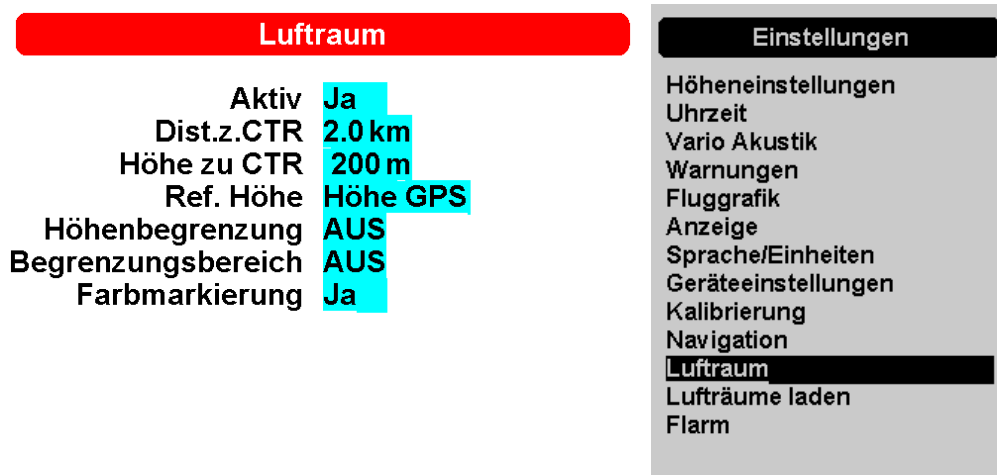 Luftraum
Aktiv Ja
Dist.z.CTR 2.0 km
Höhe zu CTR 200 m
Ref. Höhe Höhe GPS
Höhenbegrenzung AUS
Begrenzungsbereich AUS
Farbmarkierung Ja
Einstellungen
Höheneinstellungen
Uhrzeit
Vario Akustik
Warnungen
Fluggrafik
Anzeige
Sprache/Einheiten
Geräteeinstellungen
Kalibrierung
Navigation
Luftraum
Lufträume laden
Flarm